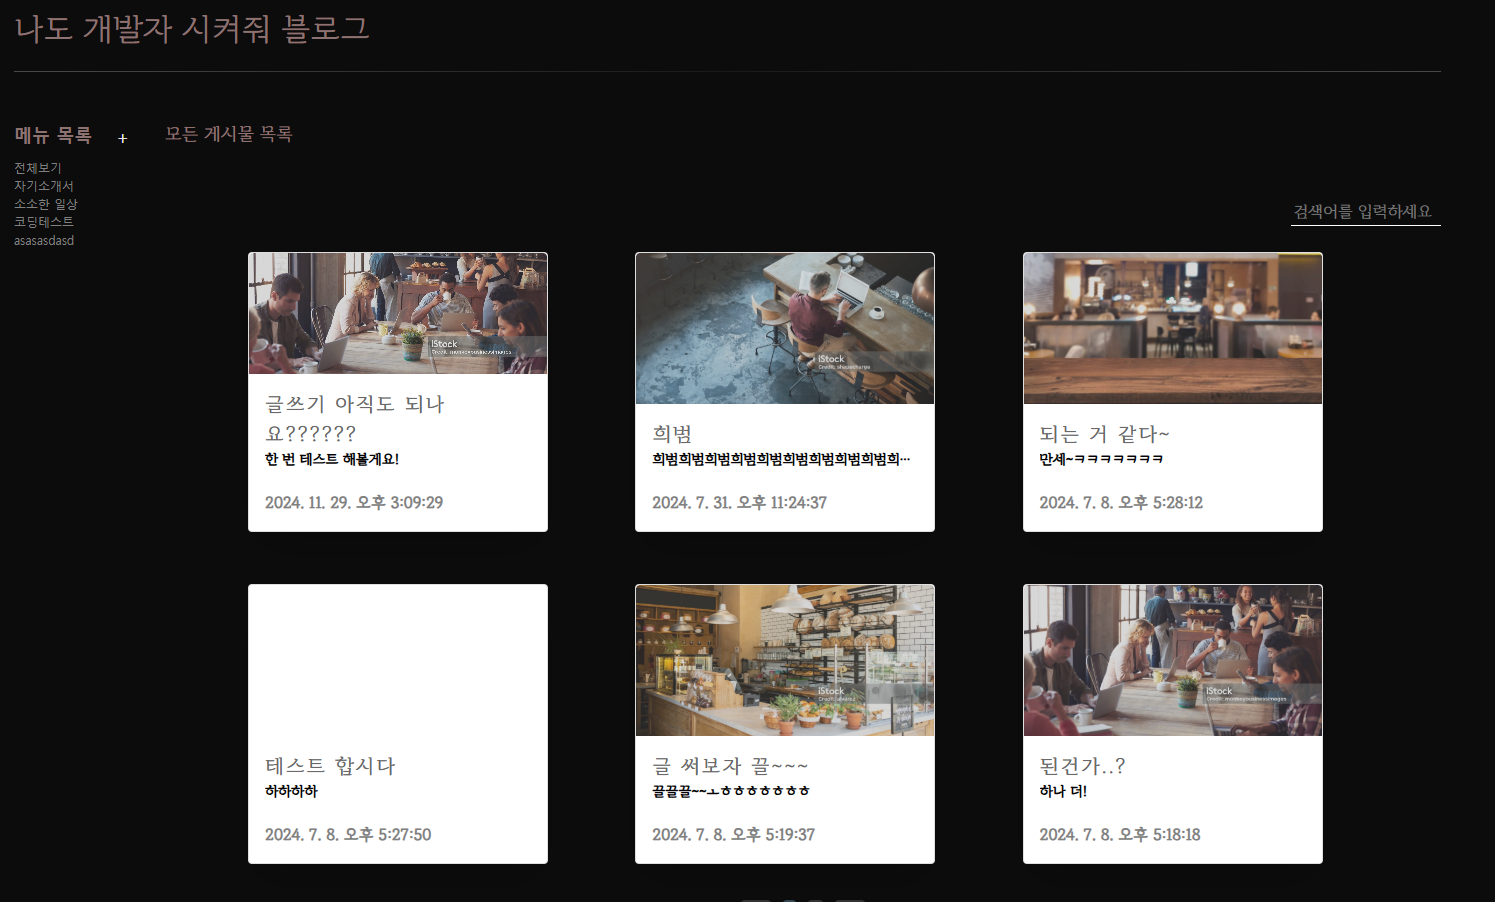 나도 개발자 시켜줘 블로그
메뉴 목록 +
모든 게시물 목록
전체보기
자기소개서
소소한 일상
코딩테스트
asasasdasd
검색어를 입력하세요
iStock
Credit: monkeybusinessimages
글쓰기 아직도 되나
요??????
한 번 테스트 해볼게요!
2024. 11. 29. 오후 3:09:29
iStock
Credit: shapecharge
희범
희범희범희범희범희범희범희범희범희범희...
2024. 7. 31. 오후 11:24:37
되는 거 같다~
만세~ㅋㅋㅋㅋㅋㅋㅋ
2024. 7. 8. 오후 5:28:12
테스트 합시다
하하하하
2024. 7. 8. 오후 5:27:50
iStock
글 써보자 끌~~~
끌끌끌~~ㅗㅎㅎㅎㅎㅎㅎㅎ
2024. 7. 8. 오후 5:19:37
iStock
Credit: monkeybusinessimages
된건가..?
하나 더!
2024. 7. 8. 오후 5:18:18